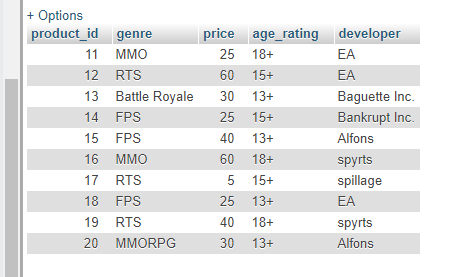 + Options
product_id genre price age_rating developer
11 MMO 25 18+ EA
12 RTS 60 15+ EA
13 Battle Royale 30 13+ Baguette Inc.
14 FPS 25 15+ Bankrupt Inc.
15 FPS 40 13+ Alfons
16 MMO 60 18+ spyrts
17 RTS 5 15+ spillage
18 FPS 25 13+ EA
19 RTS 40 18+ spyrts
20 MMORPG 30 13+ Alfons